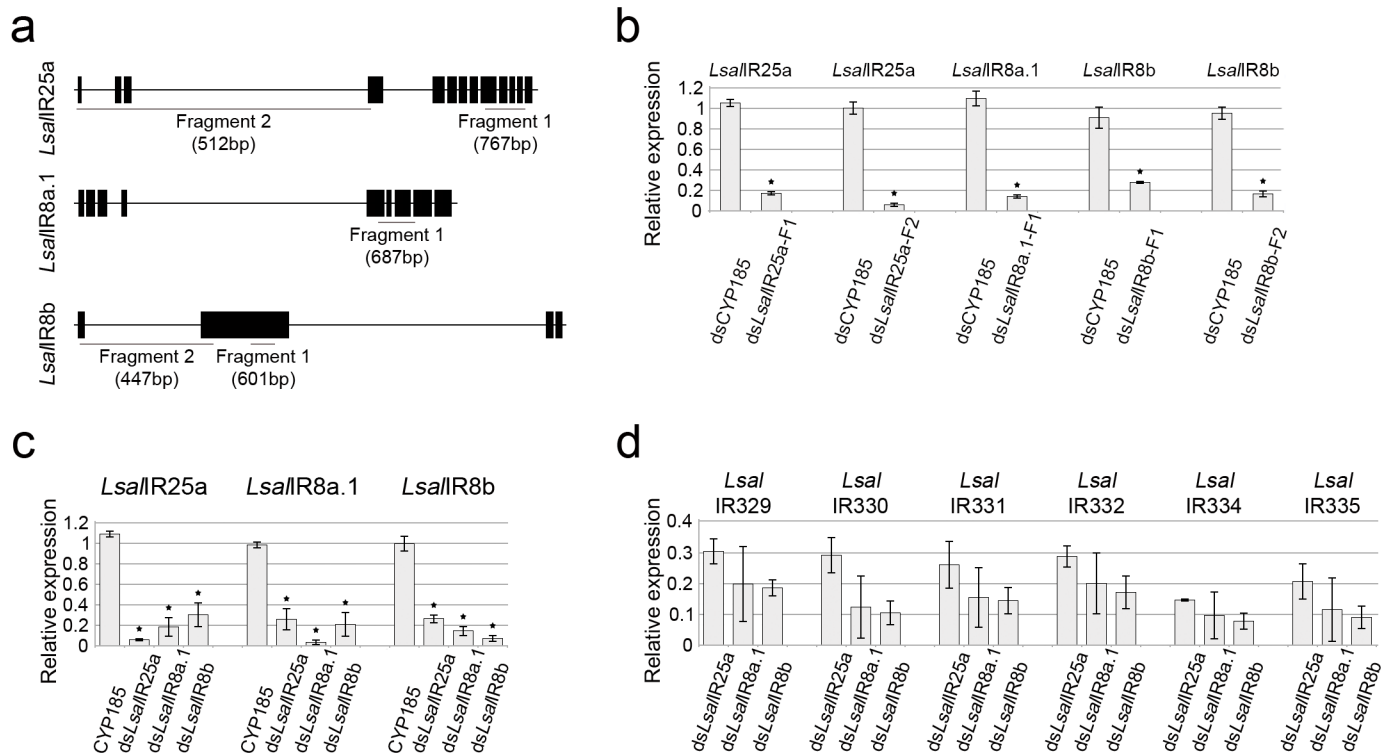 a
LsalIR25a
Fragment 2
(512bp)
Fragment 1
(767bp)
LsalIR8a.1
Fragment 1
(687bp)
LsalIR8b
Fragment 2
(447bp)
Fragment 1
(601bp)
b
LsalIR25a LsalIR25a LsalIR8a.1 LsalIR8b LsalIR8b
Relative expression
1.2
1
0.8
0.6
0.4
0.2
0
dsCYP185
dsLsalIR25a-F1
dsCYP185
dsLsalIR25a-F2
dsCYP185
dsLsalIR8a.1-F1
dsCYP185
dsLsalIR8b-F1
dsCYP185
dsLsalIR8b-F2
c
LsalIR25a LsalIR8a.1 LsalIR8b
Relative expression
1.2
1
0.8
0.6
0.4
0.2
0
CYP185
dsLsalIR25a
dsLsalIR8a.1
dsLsalIR8b
CYP185
dsLsalIR25a
dsLsalIR8a.1
dsLsalIR8b
CYP185
dsLsalIR25a
dsLsalIR8a.1
dsLsalIR8b
d
Lsal Lsal Lsal Lsal Lsal Lsal
IR329 IR330 IR331 IR332 IR334 IR335
Relative expression
0.4
0.3
0.2
0.1
0
dsLsalIR25a
dsLsalIR8a.1
dsLsalIR8b
dsLsalIR25a
dsLsalIR8a.1
dsLsalIR8b
dsLsalIR25a
dsLsalIR8a.1
dsLsalIR8b
dsLsalIR25a
dsLsalIR8a.1
dsLsalIR8b
dsLsalIR25a
dsLsalIR8a.1
dsLsalIR8b
dsLsalIR25a
dsLsalIR8a.1
dsLsalIR8b